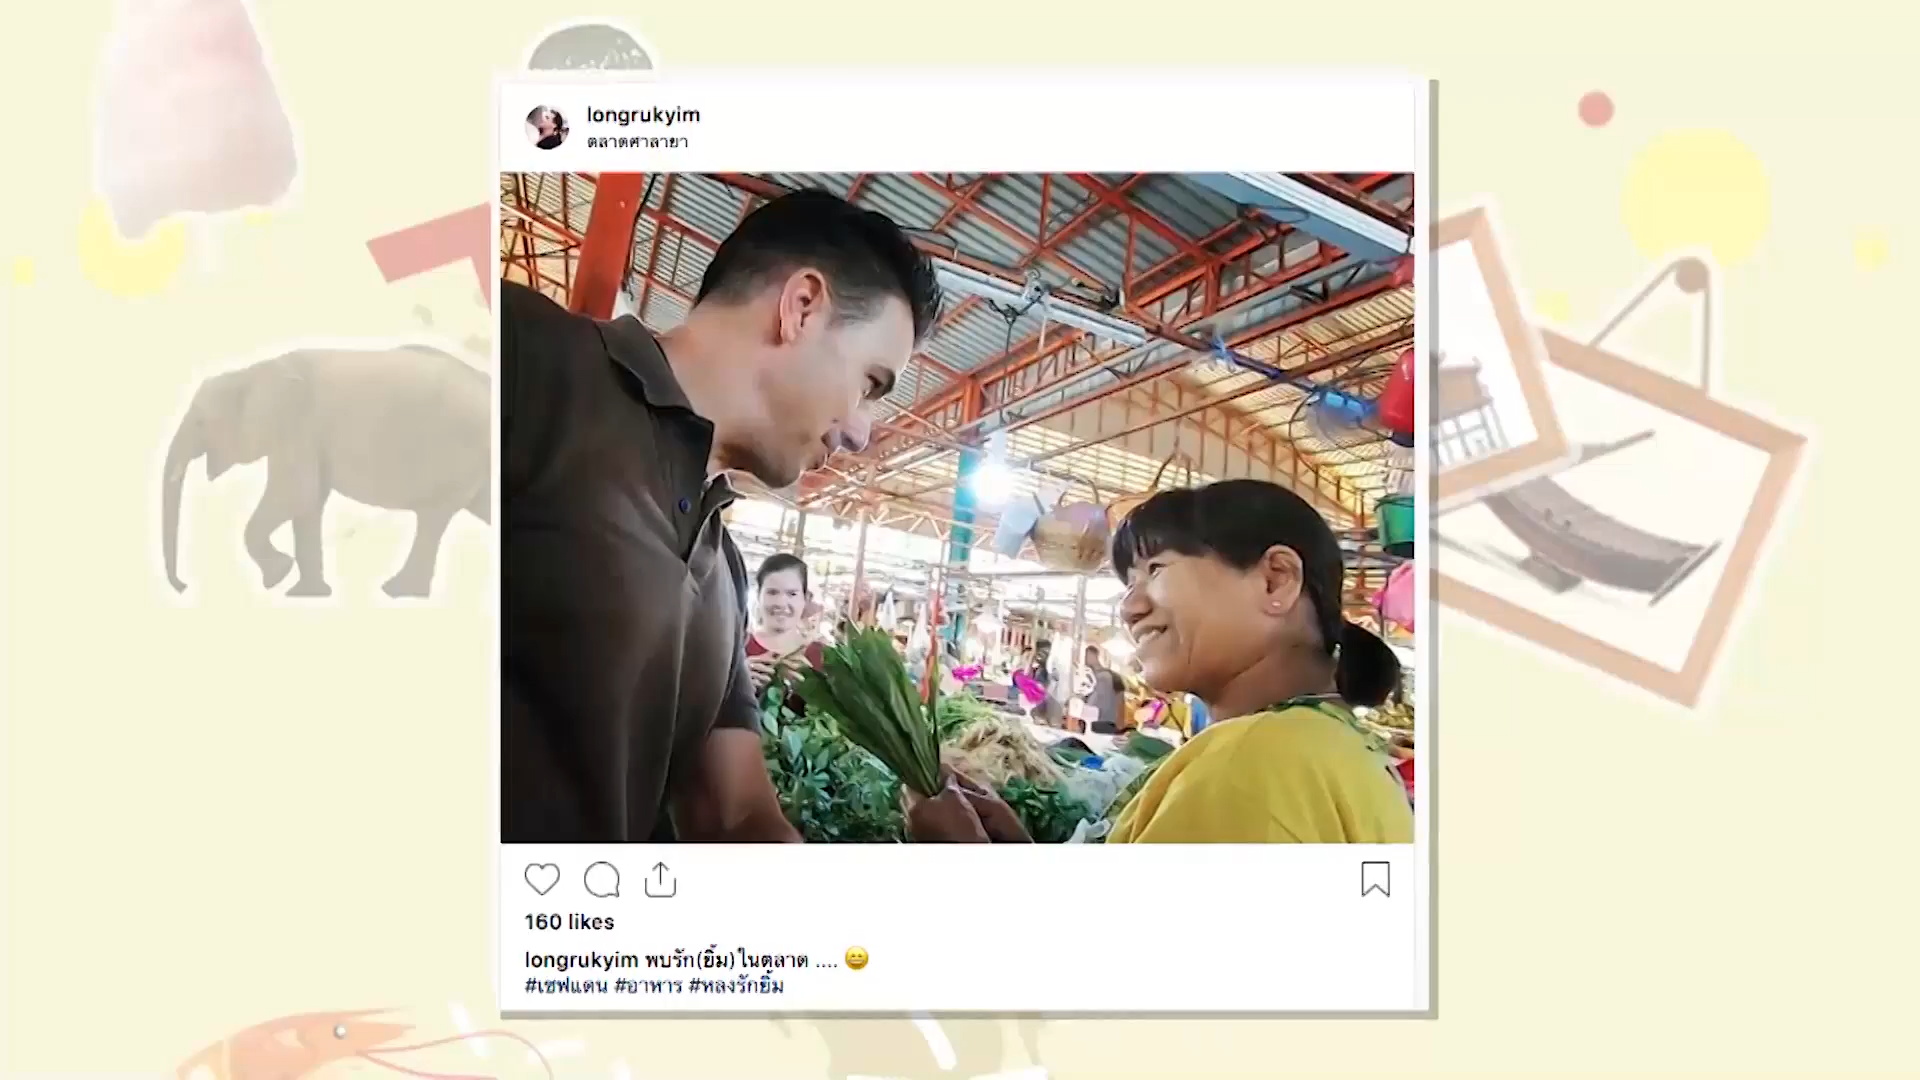 longrukyim
ตลาดศาลายา
160 likes
longrukyim พบรัก(ยิ้ม)ในตลาด .... 😄
#เชฟแดน #อาหาร #หลงรักยิ้ม